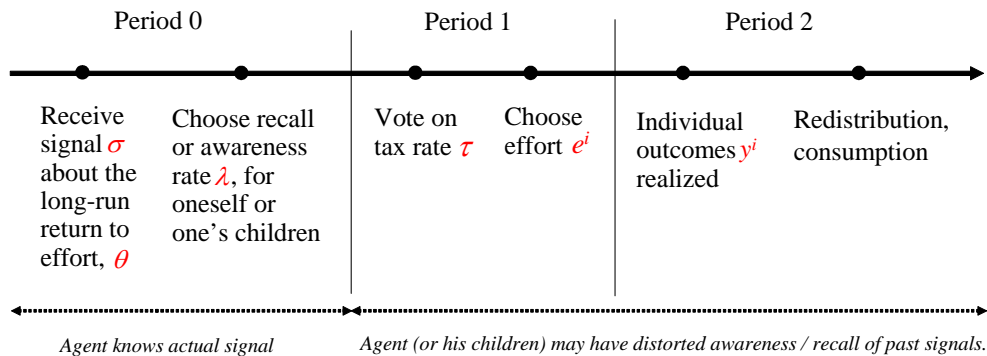 Period 0
Period 1
Period 2
Receive
signal σ
about the
long-run
return to
effort, θ
Choose recall
or awareness
rate λ, for
oneself or
one's children
Vote on
tax rate τ
Choose
effort eⁱ
Individual
outcomes yⁱ
realized
Redistribution,
consumption
Agent knows actual signal
Agent (or his children) may have distorted awareness / recall of past signals.